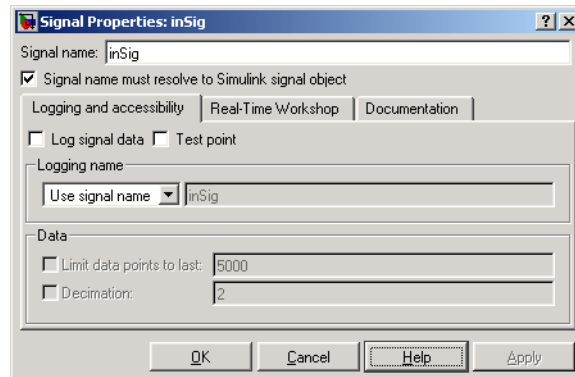 Signal Properties: inSig
Signal name: inSig
Signal name must resolve to Simulink signal object
Logging and accessibility Real-Time Workshop Documentation
Log signal data Test point
Logging name
Use signal name inSig
Data
Limit data points to last: 5000
Decimation: 2
OK Cancel Help Apply